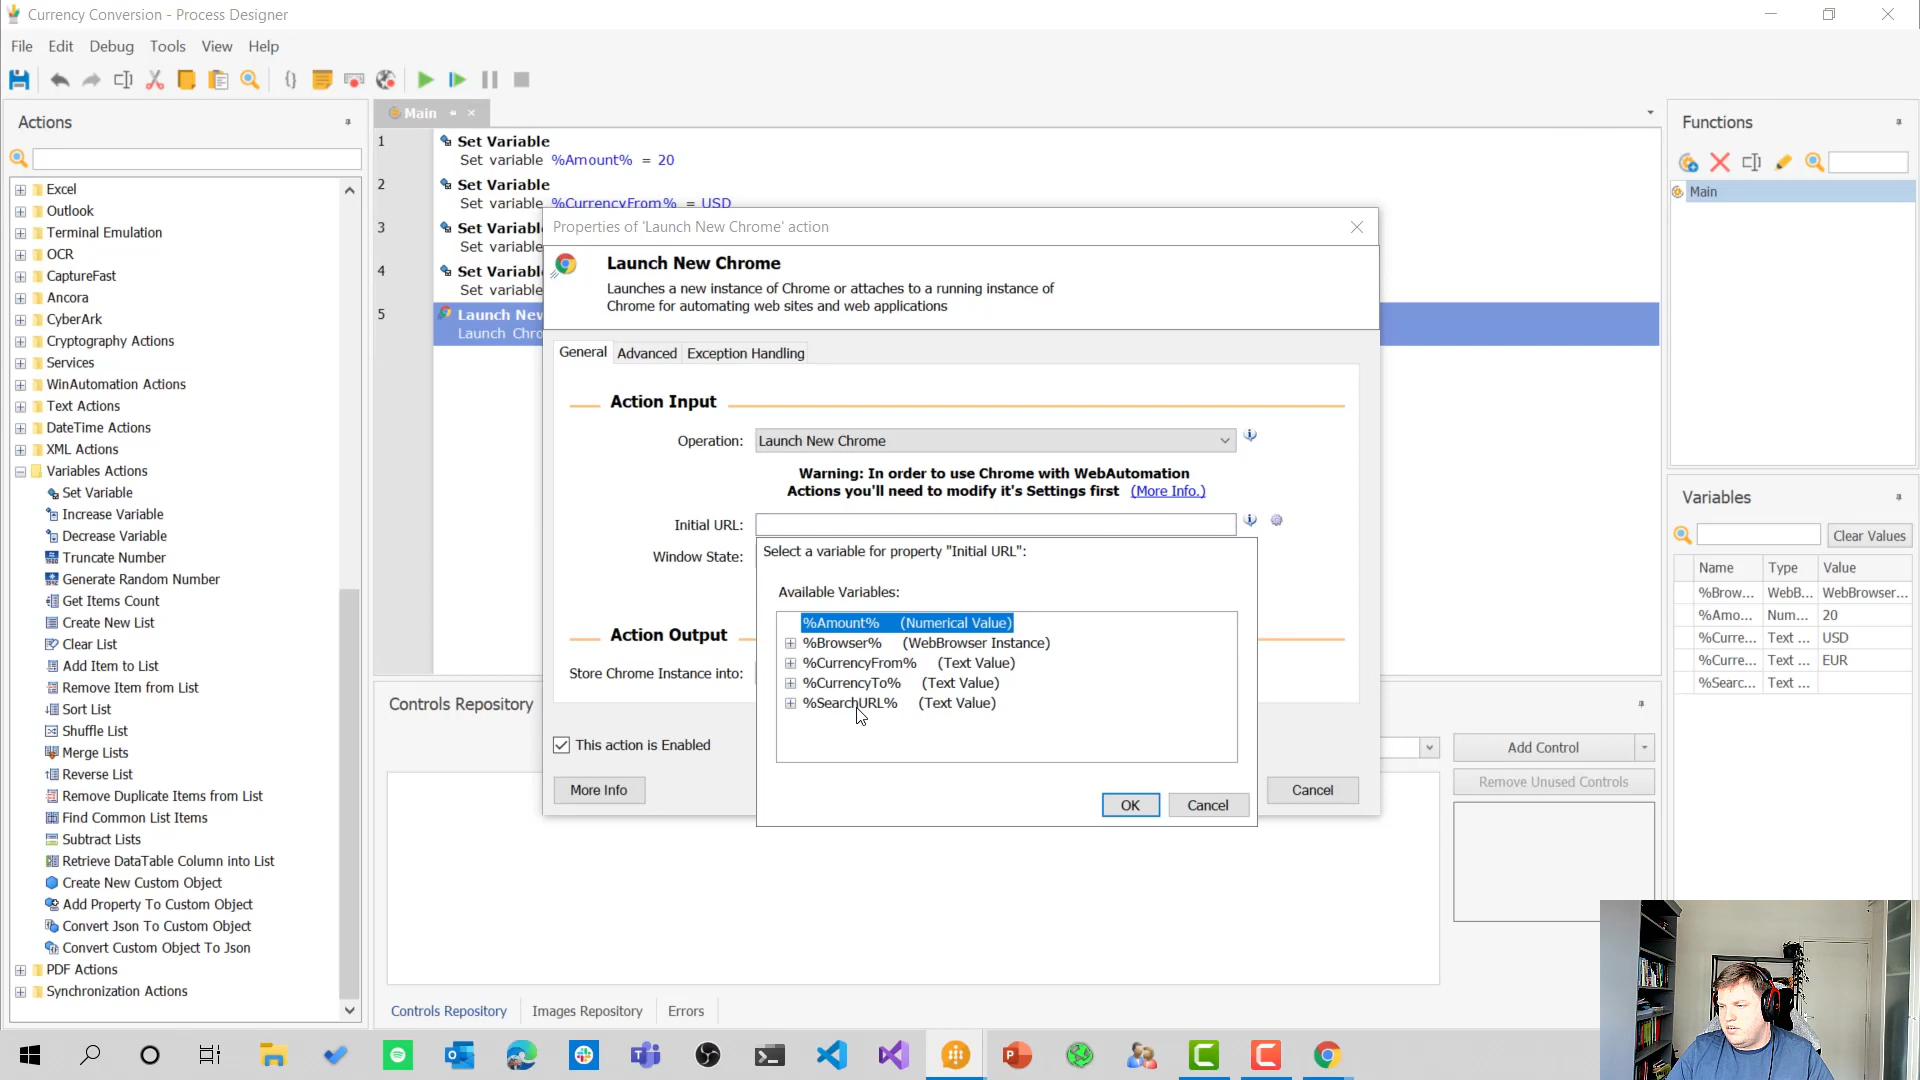 Currency Conversion - Process Designer
File Edit Debug Tools View Help
Actions
Excel
Outlook
Terminal Emulation
OCR
CaptureFast
Ancora
CyberArk
Cryptography Actions
Services
WinAutomation Actions
Text Actions
DateTime Actions
XML Actions
Variables Actions
Set Variable
Increase Variable
Decrease Variable
Truncate Number
Generate Random Number
Get Items Count
Create New List
Clear List
Add Item to List
Remove Item from List
Sort List
Shuffle List
Merge Lists
Reverse List
Remove Duplicate Items from List
Find Common List Items
Subtract Lists
Retrieve DataTable Column into List
Create New Custom Object
Add Property To Custom Object
Convert Json To Custom Object
Convert Custom Object To Json
PDF Actions
Synchronization Actions
Main
1 Set Variable
Set variable %Amount% = 20
2 Set Variable
Set variable %CurrencyFrom% = USD
3 Set Variabl
Set variable
4 Set Variabl
Set variable
5 Launch New
Launch Chro
Properties of 'Launch New Chrome' action
Launch New Chrome
Launches a new instance of Chrome or attaches to a running instance of
Chrome for automating web sites and web applications
General Advanced Exception Handling
Action Input
Operation: Launch New Chrome
Warning: In order to use Chrome with WebAutomation
Actions you'll need to modify it's Settings first (More Info.)
Initial URL:
Window State:
Select a variable for property "Initial URL":
Available Variables:
%Amount% (Numerical Value)
%Browser% (WebBrowser Instance)
%CurrencyFrom% (Text Value)
%CurrencyTo% (Text Value)
%SearchURL% (Text Value)
OK Cancel
Action Output
Store Chrome Instance into:
This action is Enabled
More Info Cancel
Controls Repository
Add Control
Remove Unused Controls
Controls Repository Images Repository Errors
Functions
Main
Variables
Clear Values
Name Type Value
%Brow... WebB... WebBrowser...
%Amo... Num... 20
%Curre... Text ... USD
%Curre... Text ... EUR
%Searc... Text ...